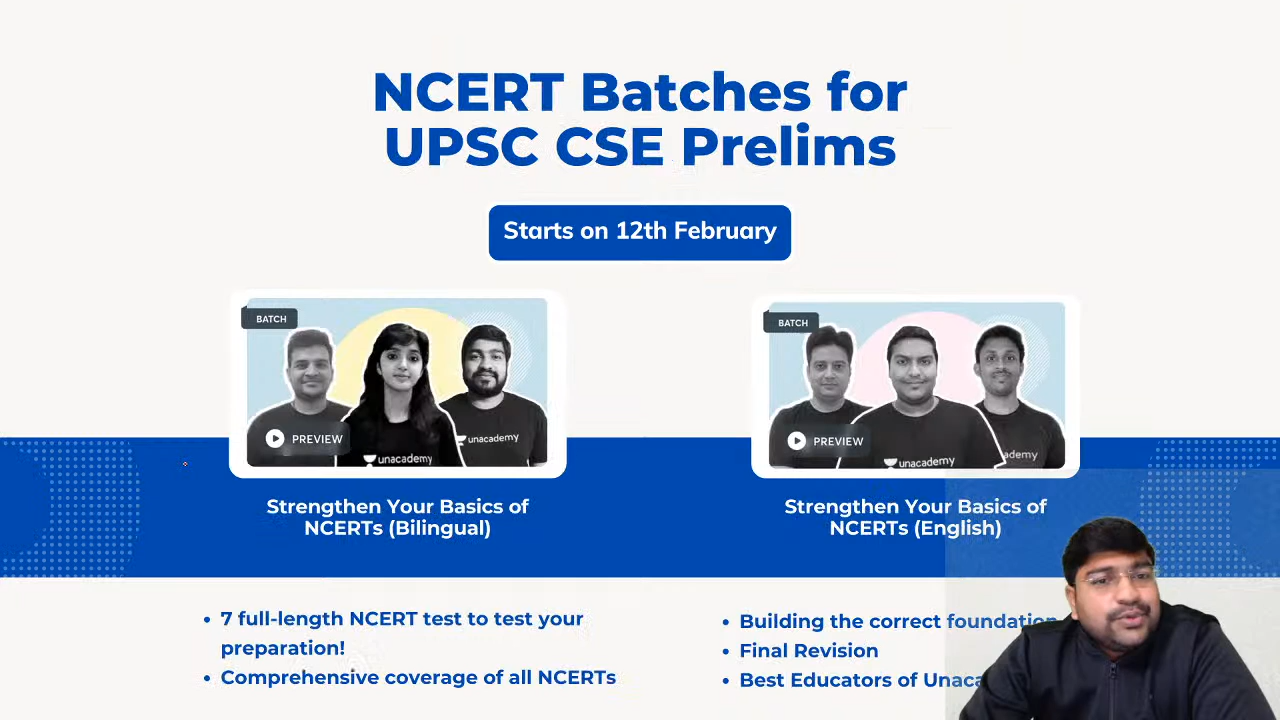 NCERT Batches for
UPSC CSE Prelims
Starts on 12th February
BATCH
PREVIEW
unacademy
unacademy
Strengthen Your Basics of
NCERTs (Bilingual)
BATCH
PREVIEW
unacademy
ademy
Strengthen Your Basics of
NCERTs (English)
• 7 full-length NCERT test to test your
preparation!
• Comprehensive coverage of all NCERTs
• Building the correct foundation
• Final Revision
• Best Educators of Unaca